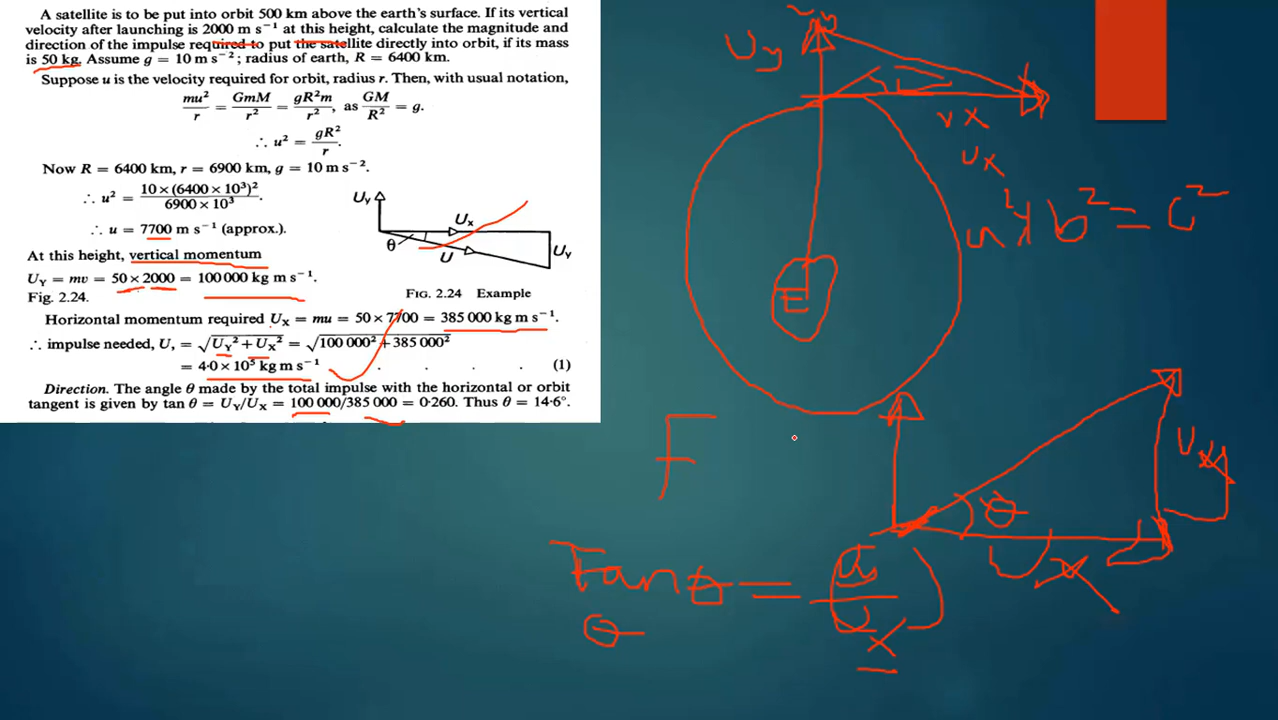 A satellite is to be put into orbit 500 km above the earth's surface. If its vertical
velocity after launching is 2000 m s⁻¹ at this height, calculate the magnitude and
direction of the impulse required to put the satellite directly into orbit, if its mass
is 50 kg. Assume g = 10 m s⁻²; radius of earth, R = 6400 km.
Suppose u is the velocity required for orbit, radius r. Then, with usual notation,
mu²/r = GmM/r² = gR²m/r², as GM/R² = g.
∴ u² = gR²/r
Now R = 6400 km, r = 6900 km, g = 10 m s⁻².
∴ u² = 10×(6400 × 10³)²/6900 × 10³.
∴ u = 7700 m s⁻¹ (approx.).
At this height, vertical momentum
U_Y = mv = 50 × 2000 = 100 000 kg m s⁻¹.
Fig. 2.24.
U_Y
U_X
θ
U
U_Y
FIG. 2.24 Example
Horizontal momentum required U_X = mu = 50 × 7700 = 385 000 kg m s⁻¹.
∴ impulse needed, U, = √U_Y² + U_X² = √100 000² + 385 000²
= 4·0 × 10⁵ kg m s⁻¹ . . . . (1)
Direction. The angle θ made by the total impulse with the horizontal or orbit
tangent is given by tan θ = U_Y/U_X = 100 000/385 000 = 0·260. Thus θ = 14·6°.
Uy
vx
Ux
a² + b² = c²
E
F
θ
Ux
Tanθ =
θ